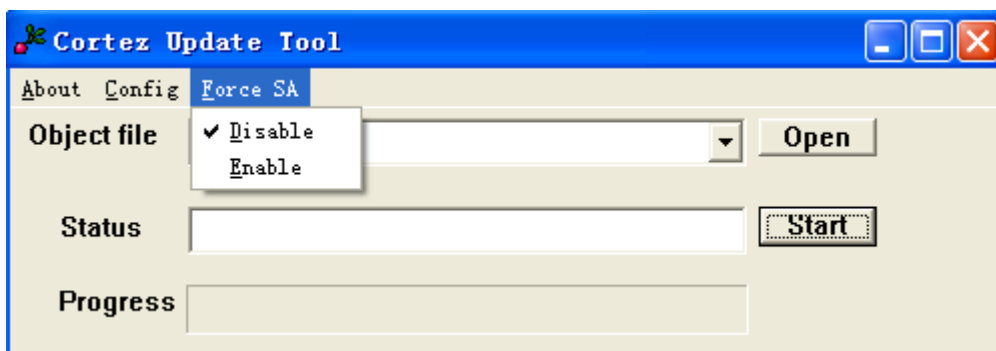 Cortez Update Tool
About Config Force SA
Object file Disable Open
Enable
Status Start
Progress